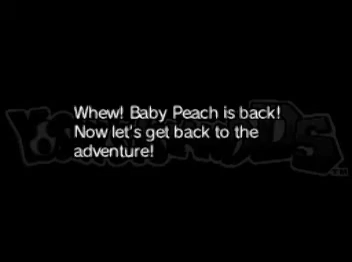 Whew! Baby Peach is back!
Now let's get back to the
adventure!